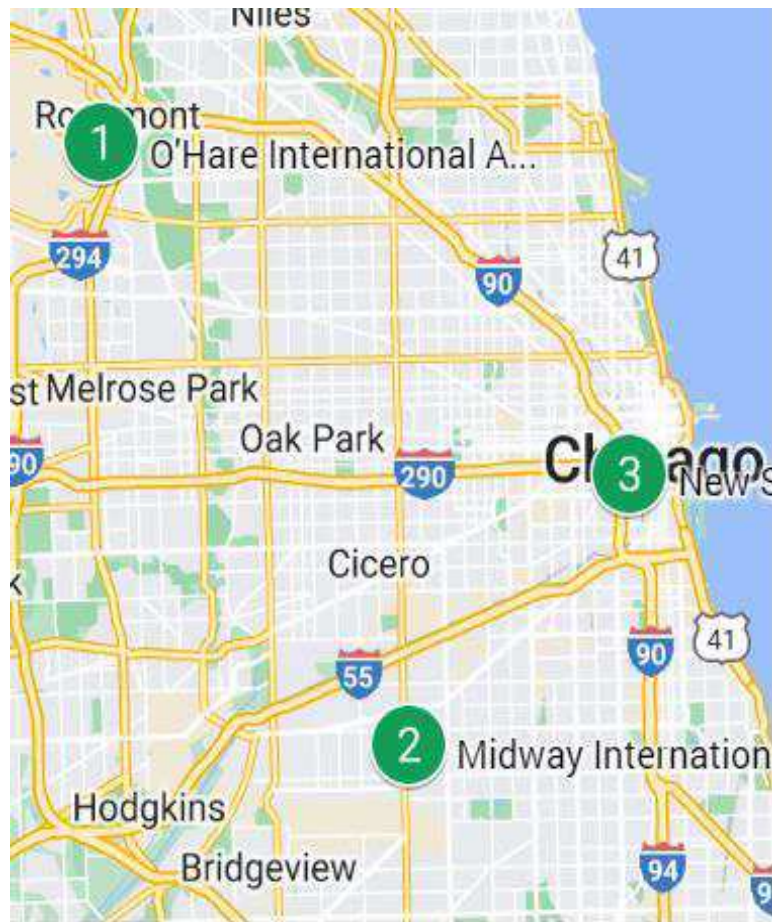 Niles
Rosemont
1
O'Hare International A...
294
41
90
st Melrose Park
Oak Park
90
290
Chicago
3
New S
Cicero
k
55
90
41
2
Midway Internation
Hodgkins
Bridgeview
94
9